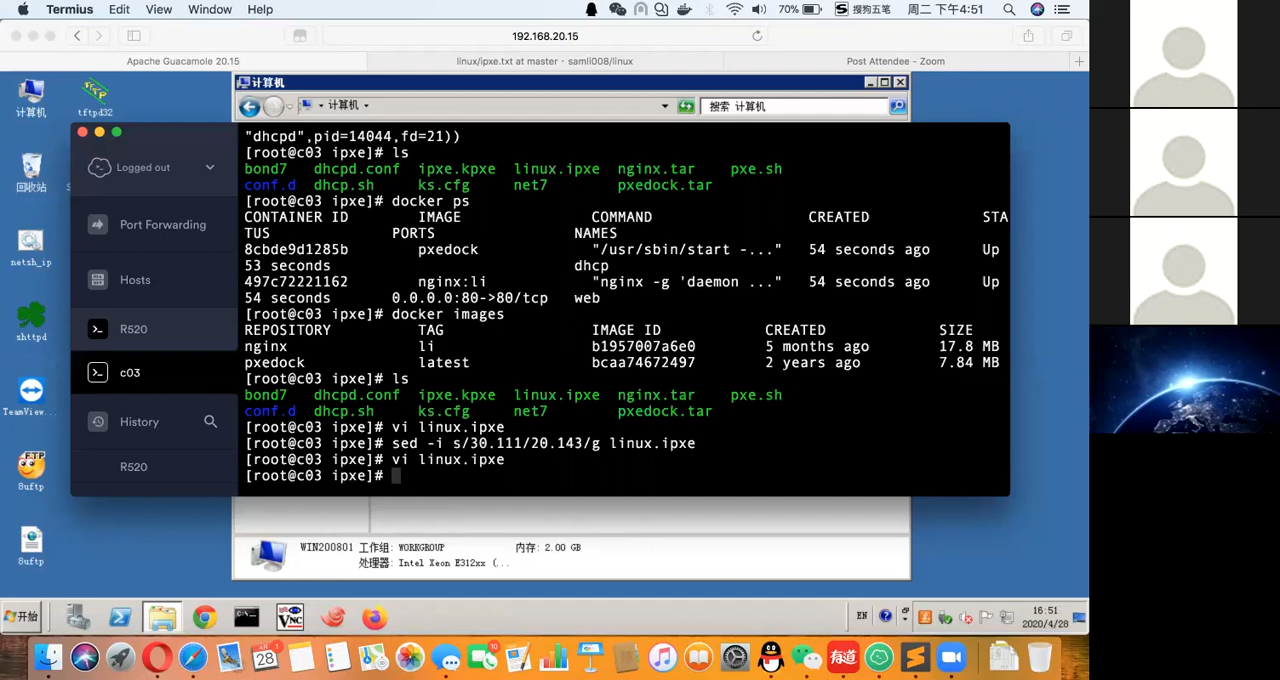 Termius Edit View Window Help 70% 搜狗五笔 周二 下午4:51
192.168.20.15
Apache Guacamole 20.15 linux/ipxe.txt at master · samli008/linux Post Attendee - Zoom
计算机
计算机
搜索 计算机
计算机
tftpd32
回收站
netsh_ip
shttpd
TeamView...
8uftp
8uftp
Logged out
Port Forwarding
Hosts
R520
c03
History
R520
"dhcpd",pid=14044,fd=21))
[root@c03 ipxe]# ls
bond7 dhcpd.conf ipxe.kpxe linux.ipxe nginx.tar pxe.sh
conf.d dhcp.sh ks.cfg net7 pxedock.tar
[root@c03 ipxe]# docker ps
CONTAINER ID IMAGE COMMAND CREATED STA
TUS PORTS NAMES
8cbde9d1285b pxedock "/usr/sbin/start -..." 54 seconds ago Up
53 seconds dhcp
497c72221162 nginx:li "nginx -g 'daemon ..." 54 seconds ago Up
54 seconds 0.0.0.0:80->80/tcp web
[root@c03 ipxe]# docker images
REPOSITORY TAG IMAGE ID CREATED SIZE
nginx li b1957007a6e0 5 months ago 17.8 MB
pxedock latest bcaa74672497 2 years ago 7.84 MB
[root@c03 ipxe]# ls
bond7 dhcpd.conf ipxe.kpxe linux.ipxe nginx.tar pxe.sh
conf.d dhcp.sh ks.cfg net7 pxedock.tar
[root@c03 ipxe]# vi linux.ipxe
[root@c03 ipxe]# sed -i s/30.111/20.143/g linux.ipxe
[root@c03 ipxe]# vi linux.ipxe
[root@c03 ipxe]#
WIN200801 工作组: WORKGROUP 内存: 2.00 GB
处理器: Intel Xeon E312xx (...
开始
EN
16:51
2020/4/28